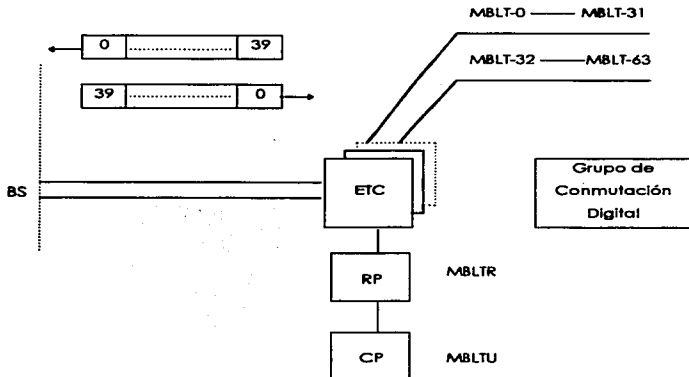 MBLT-0 —— MBLT-31
0 ................ 39
MBLT-32 —— MBLT-63
39 ................ 0
BS
ETC
Grupo de
Conmutación
Digital
RP
MBLTR
CP
MBLTU